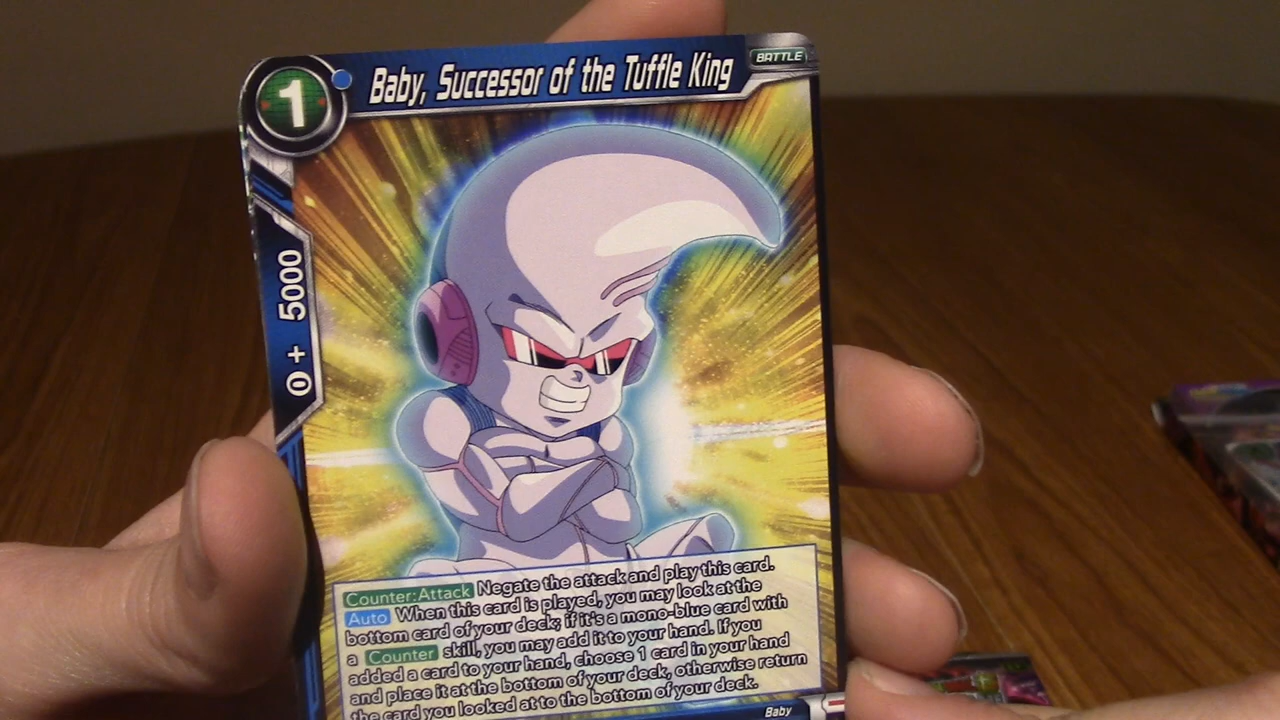 1
Baby, Successor of the Tuffle King
BATTLE
0 + 5000
Counter:Attack Negate the attack and play this card.
Auto When this card is played, you may look at the
bottom card of your deck; if it's a mono-blue card with
a Counter skill, you may add it to your hand. If you
added a card to your hand, choose 1 card in your hand
and place it at the bottom of your deck, otherwise return
the card you looked at to the bottom of your deck.
Baby